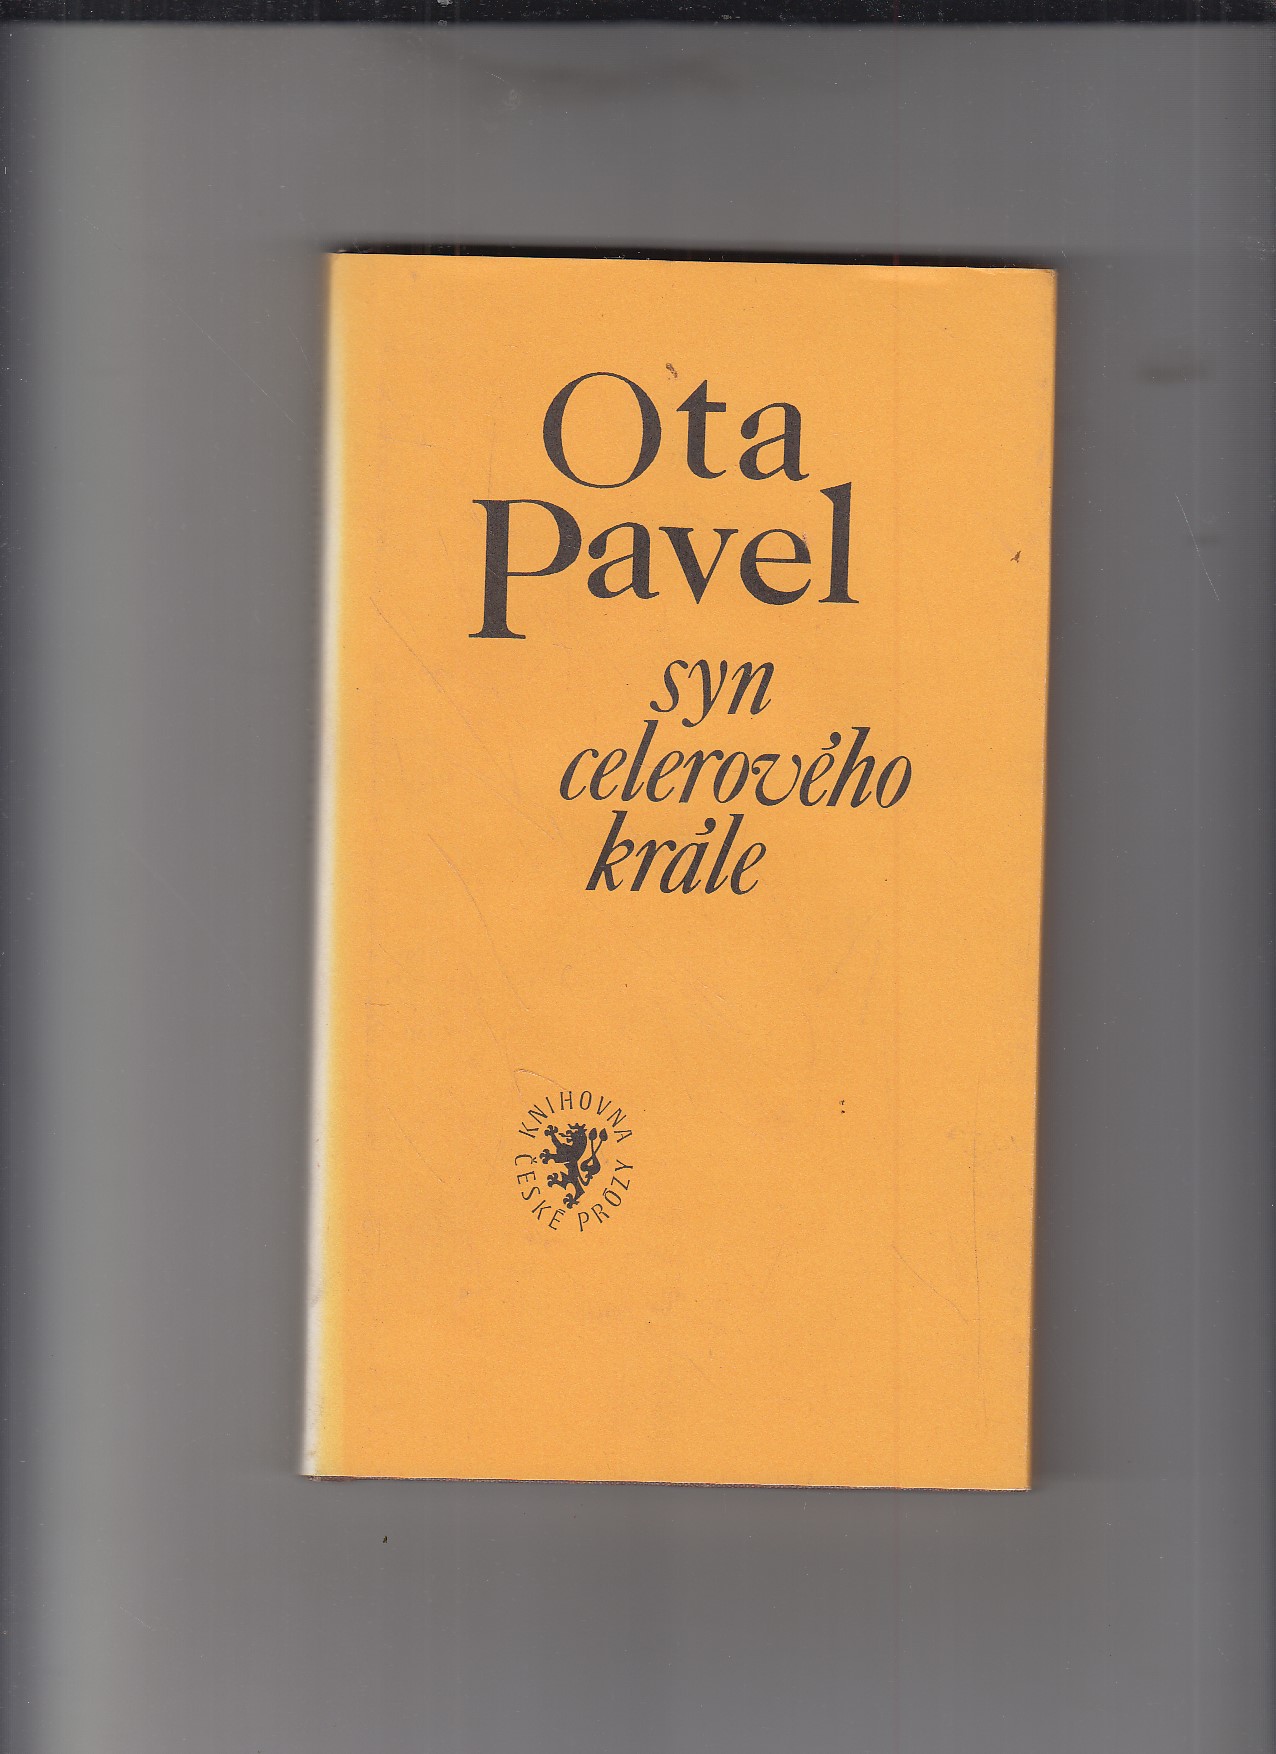 Ota
Pavel
syn
celerového
krále
KNIHOVNA
ČESKÉ PRÓZY